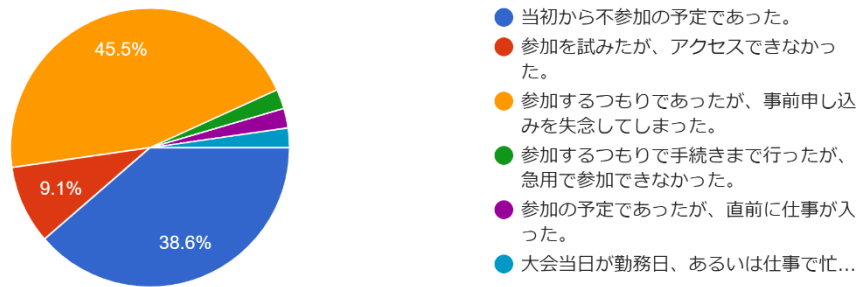 45.5%
9.1%
38.6%
当初から不参加の予定であった。
参加を試みたが、アクセスできなかっ
た。
参加するつもりであったが、事前申し込
みを失念してしまった。
参加するつもりで手続きまで行ったが、
急用で参加できなかった。
参加の予定であったが、直前に仕事が入
った。
大会当日が勤務日、あるいは仕事で忙...